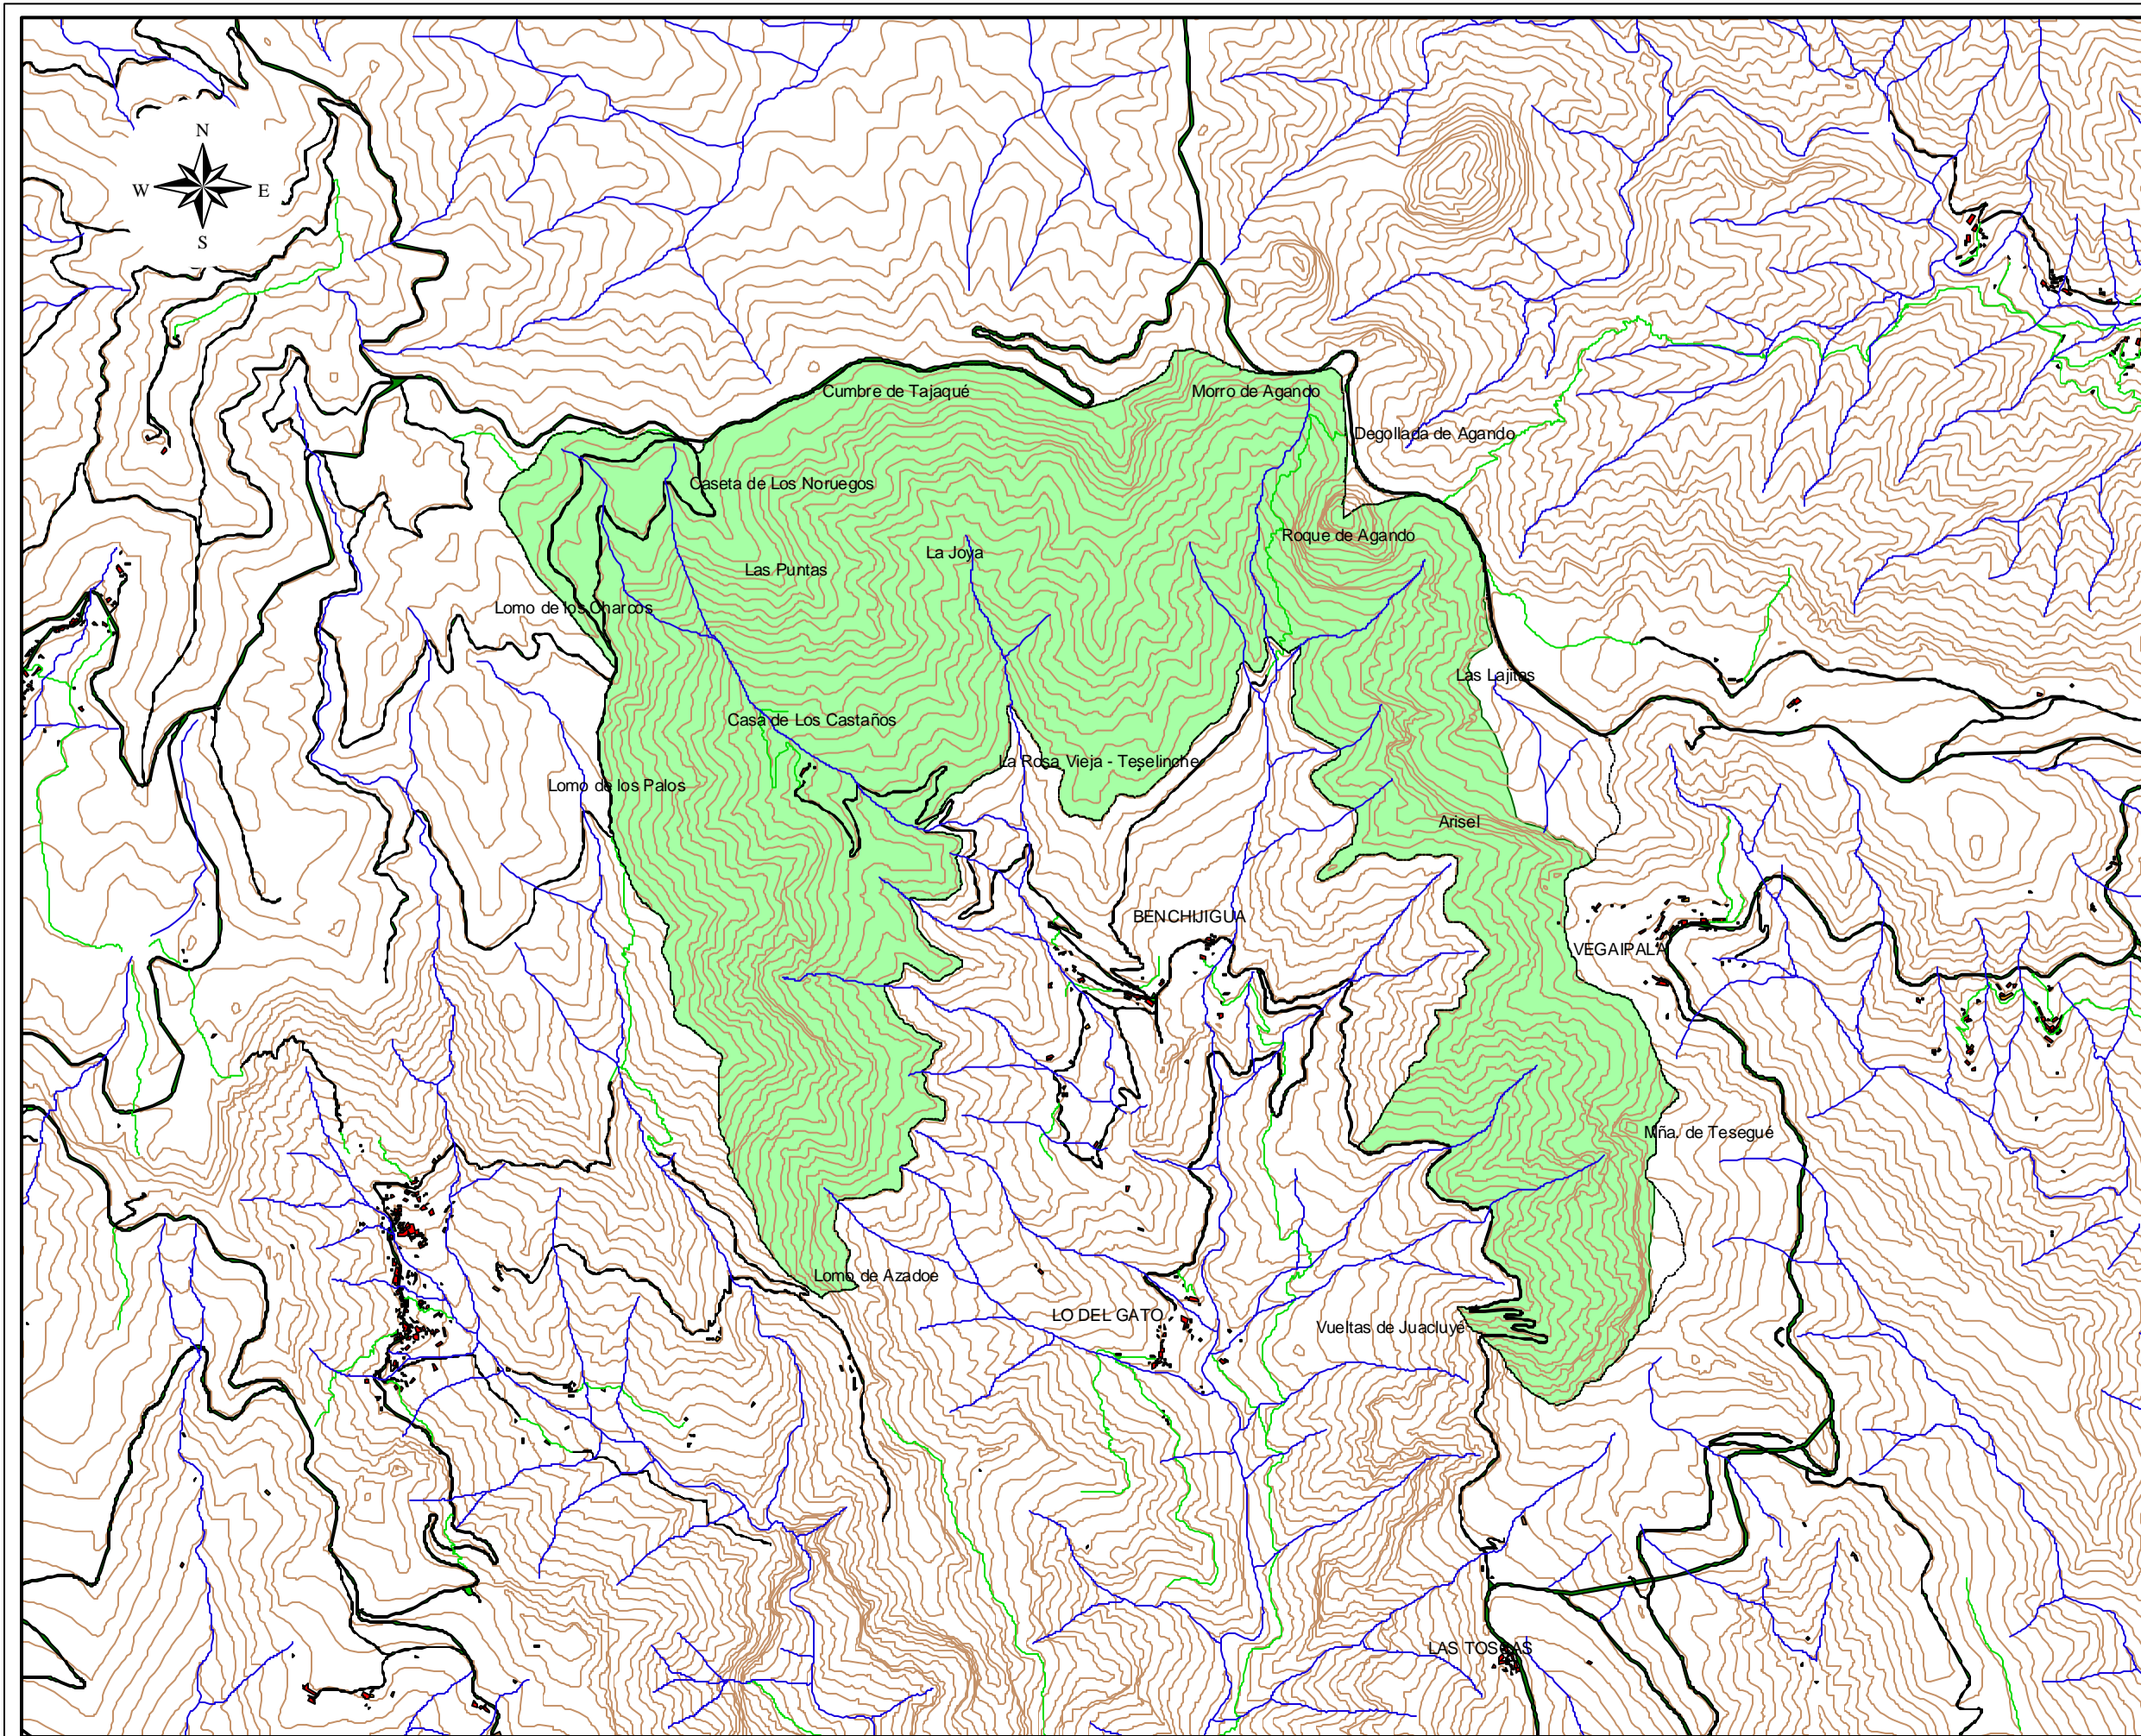 N
W E
S
Cumbre de Tajaqué
Morro de Agando
Degollada de Agando
Caseta de Los Noruegos
Roque de Agando
La Joya
Las Puntas
Lomo de los Charcos
Las Lajitas
Casa de Los Castaños
La Rosa Vieja - Teselinche
Lomo de los Palos
Arisel
BENCHIJIGUA
VEGAIPALA
Mña. de Tesegué
Lomo de Azadoe
LO DEL GATO
Vueltas de Juacluyé
LAS TOSCAS